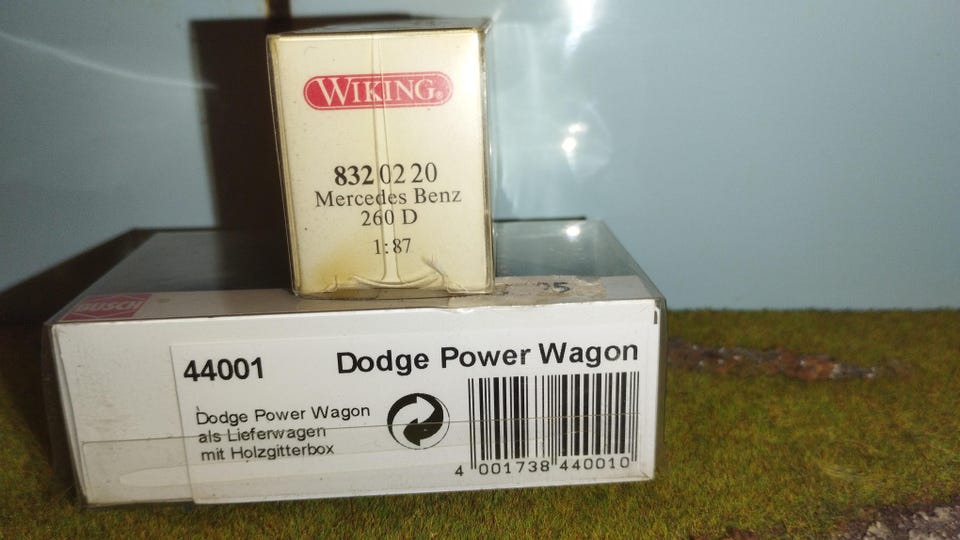 WIKING®
832 02 20
Mercedes Benz
260 D
1:87
BUSCH
44001
Dodge Power Wagon
Dodge Power Wagon
als Lieferwagen
mit Holzgitterbox
4 001738 440010